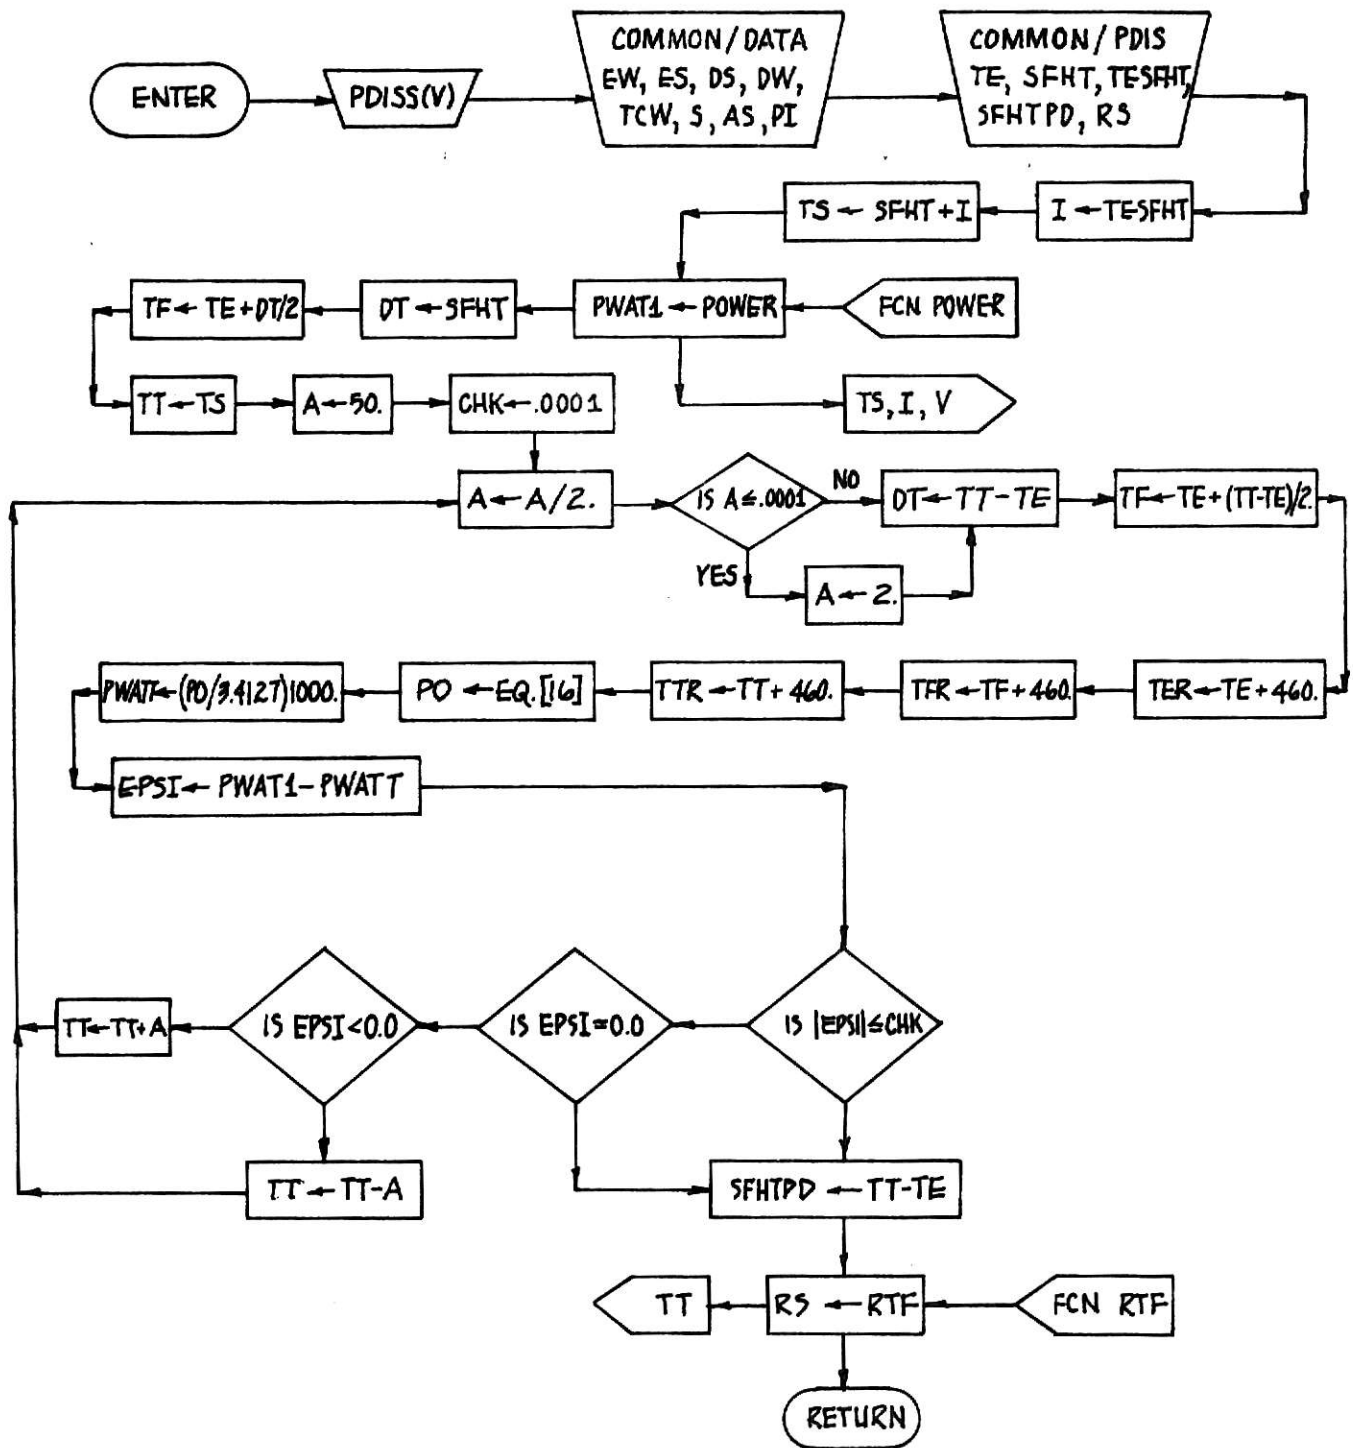 ENTER
PDISS(V)
COMMON/DATA
EW, ES, DS, DW,
TCW, S, AS, PI
COMMON/PDIS
TE, SFHT, TESFHT,
SFHTPD, RS
I ← TESFHT
TS ← SFHT+I
FCN POWER
PWAT1 ← POWER
DT ← SFHT
TF ← TE+DT/2
TT ← TS
A ← 50.
CHK ← .0001
TS, I, V
A ← A/2.
IS A ≤ .0001
NO
YES
A ← 2.
DT ← TT-TE
TF ← TE+(TT-TE)/2.
TER ← TE+460.
TFR ← TF+460.
TTR ← TT+460.
PO ← EQ.[16]
PWATT ← (PO/3.4127)1000.
EPSI ← PWAT1-PWATT
IS |EPSI| ≤ CHK
IS EPSI=0.0
IS EPSI<0.0
TT ← TT+A
TT ← TT-A
SFHTPD ← TT-TE
FCN RTF
RS ← RTF
TT
RETURN